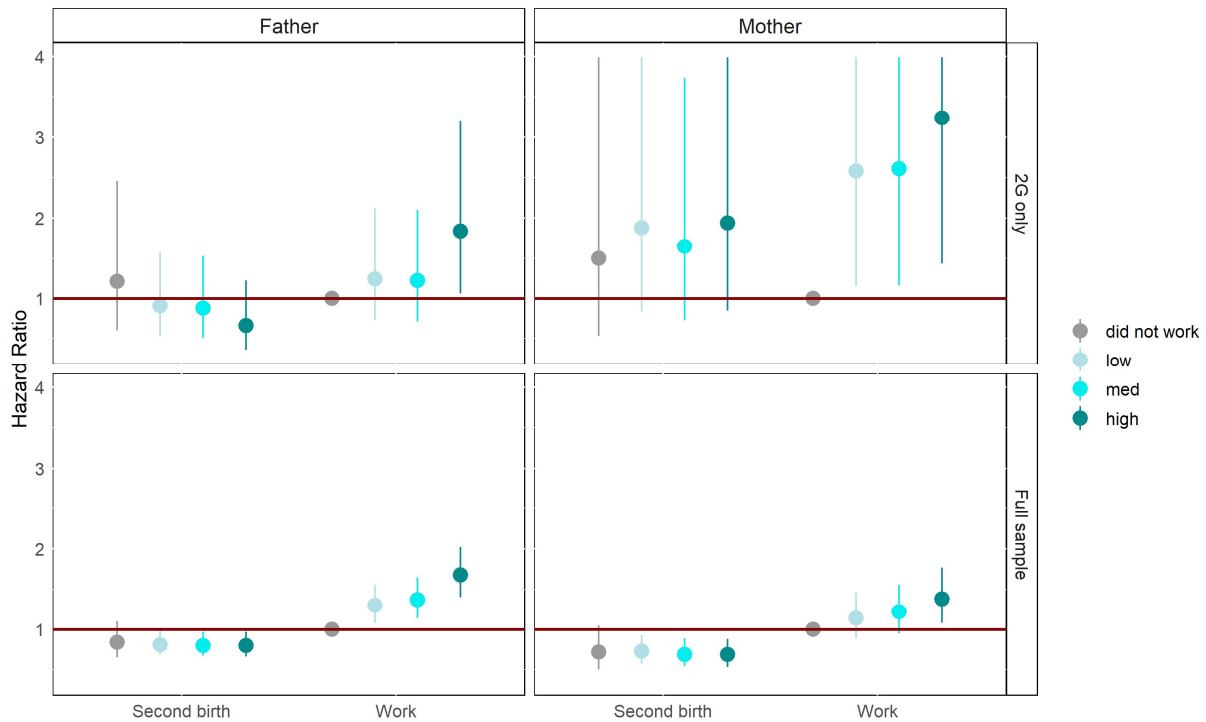 Father
Mother
4
3
2
1
2G only
4
3
2
1
Full sample
Hazard Ratio
Second birth
Work
Second birth
Work
did not work
low
med
high